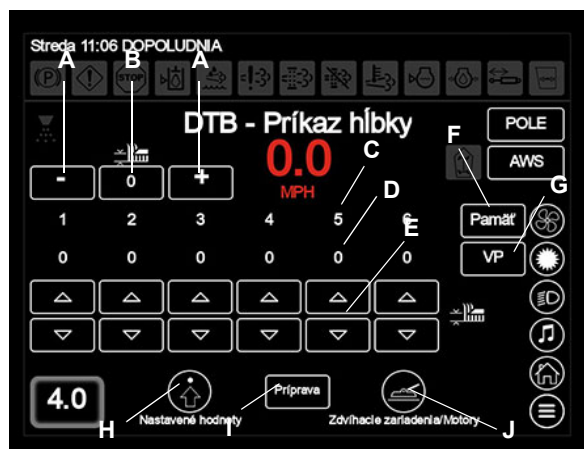 Streda 11:06 DOPOLUDNIA
A B A
(P) STOP
DTB - Príkaz hĺbky
POLE
0.0
MPH
AWS
F
- 0 +
C
G
1 2 3 4 5 6
Pamäť
D
E
0 0 0 0 0 0
VP
4.0
Nastavené hodnoty
Príprava
Zdvíhacie zariadenia/Motory
H I J